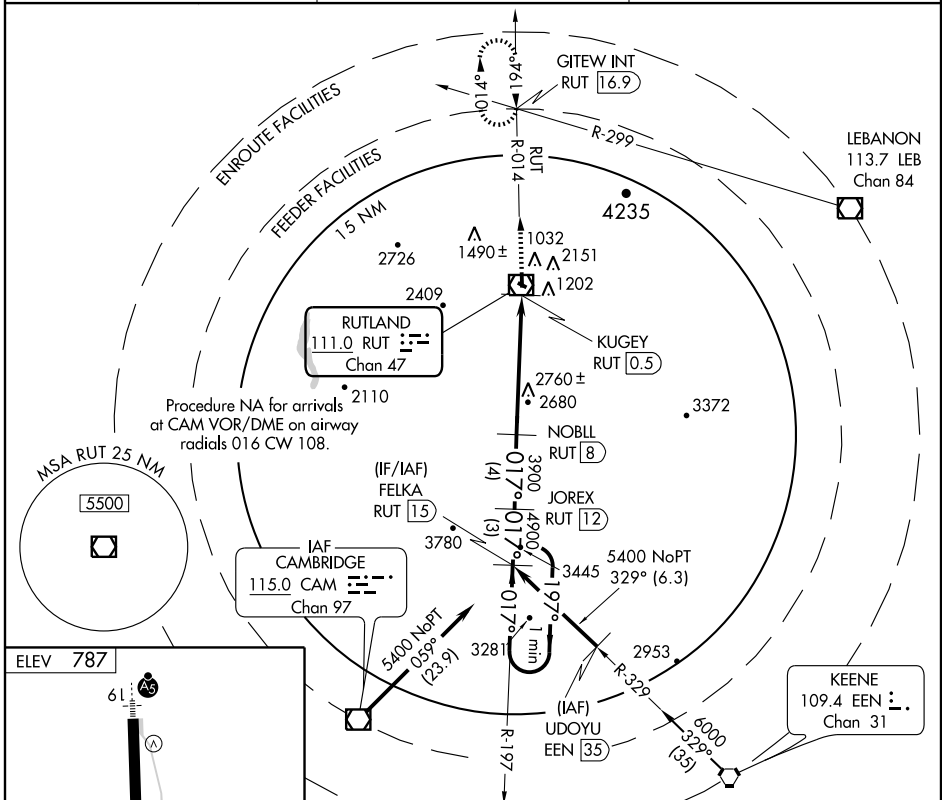 GITEW INT
RUT 16.9
194°
014°
R-299
ENROUTE FACILITIES
FEEDER FACILITIES
15 NM
LEBANON
113.7 LEB
Chan 84
RUT
R-014
4235
2726
1490±
1032
2151
1202
2409
RUTLAND
111.0 RUT
Chan 47
KUGEY
RUT 0.5
2110
2760±
2680
3372
Procedure NA for arrivals
at CAM VOR/DME on airway
radials 016 CW 108.
NOBLL
RUT 8
MSA RUT 25 NM
5500
017°
3900
(4)
(IF/IAF)
FELKA
RUT 15
JOREX
RUT 12
017°
4900
(3)
3780
IAF
CAMBRIDGE
115.0 CAM
Chan 97
3445
5400 NoPT
329° (6.3)
017°
197°
1 min
3281
5400 NoPT
059°
(23.9)
2953
R-329
(IAF)
UDOYU
EEN 35
R-197
6000
329°
(35)
KEENE
109.4 EEN
Chan 31
ELEV 787
19
A5
V